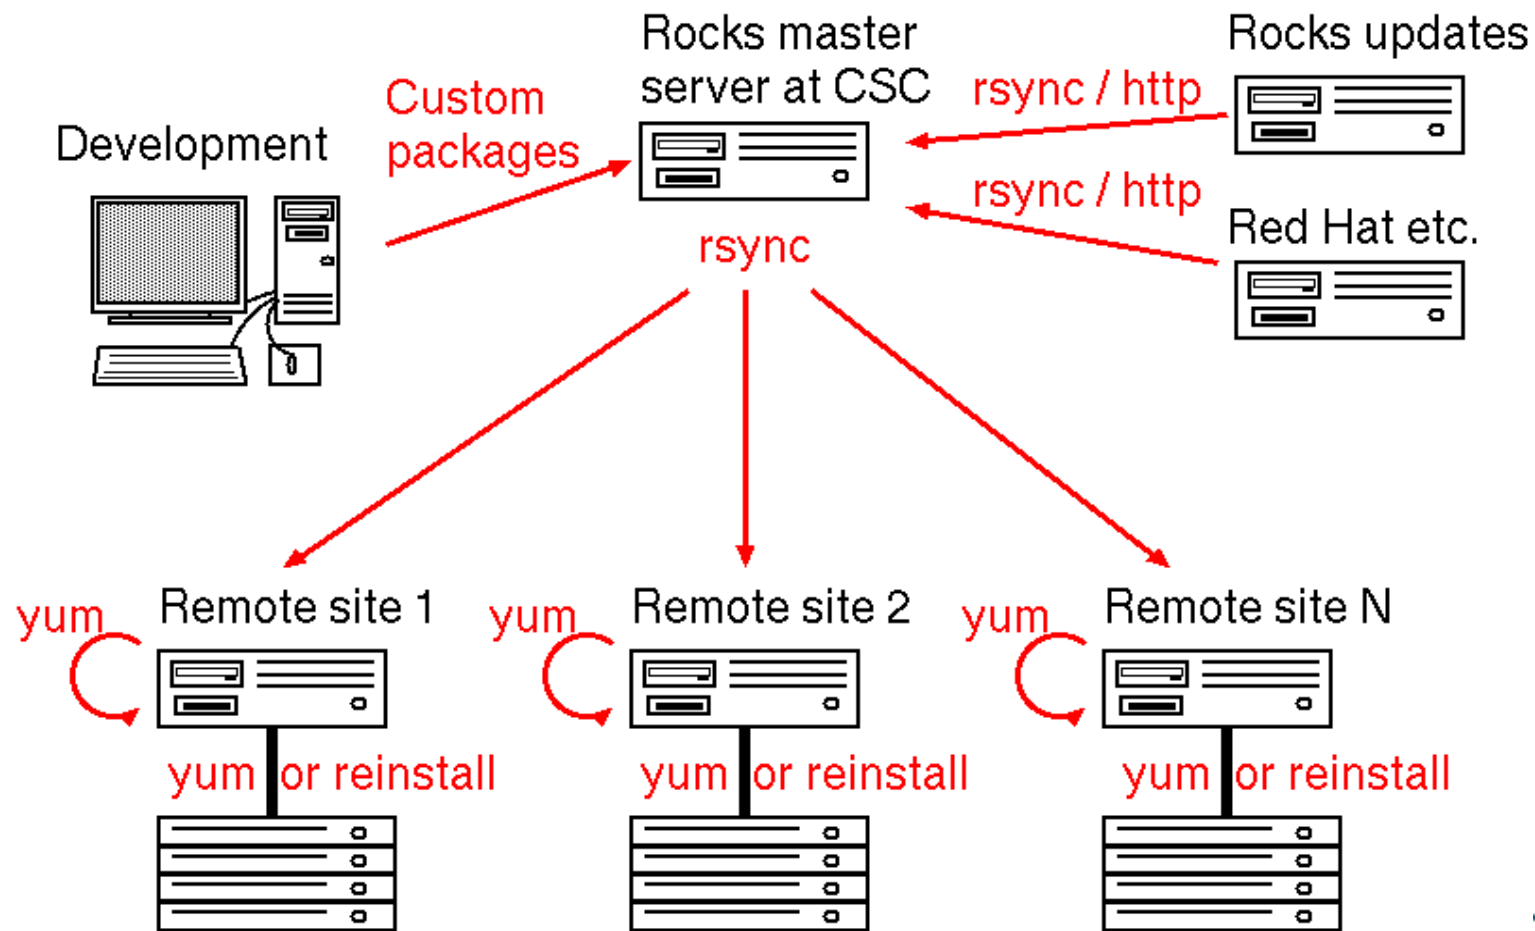 Rocks master
server at CSC
Rocks updates
Custom
packages
rsync / http
Development
rsync / http
Red Hat etc.
rsync
Remote site 1
Remote site 2
Remote site N
yum
yum
yum
yum or reinstall
yum or reinstall
yum or reinstall